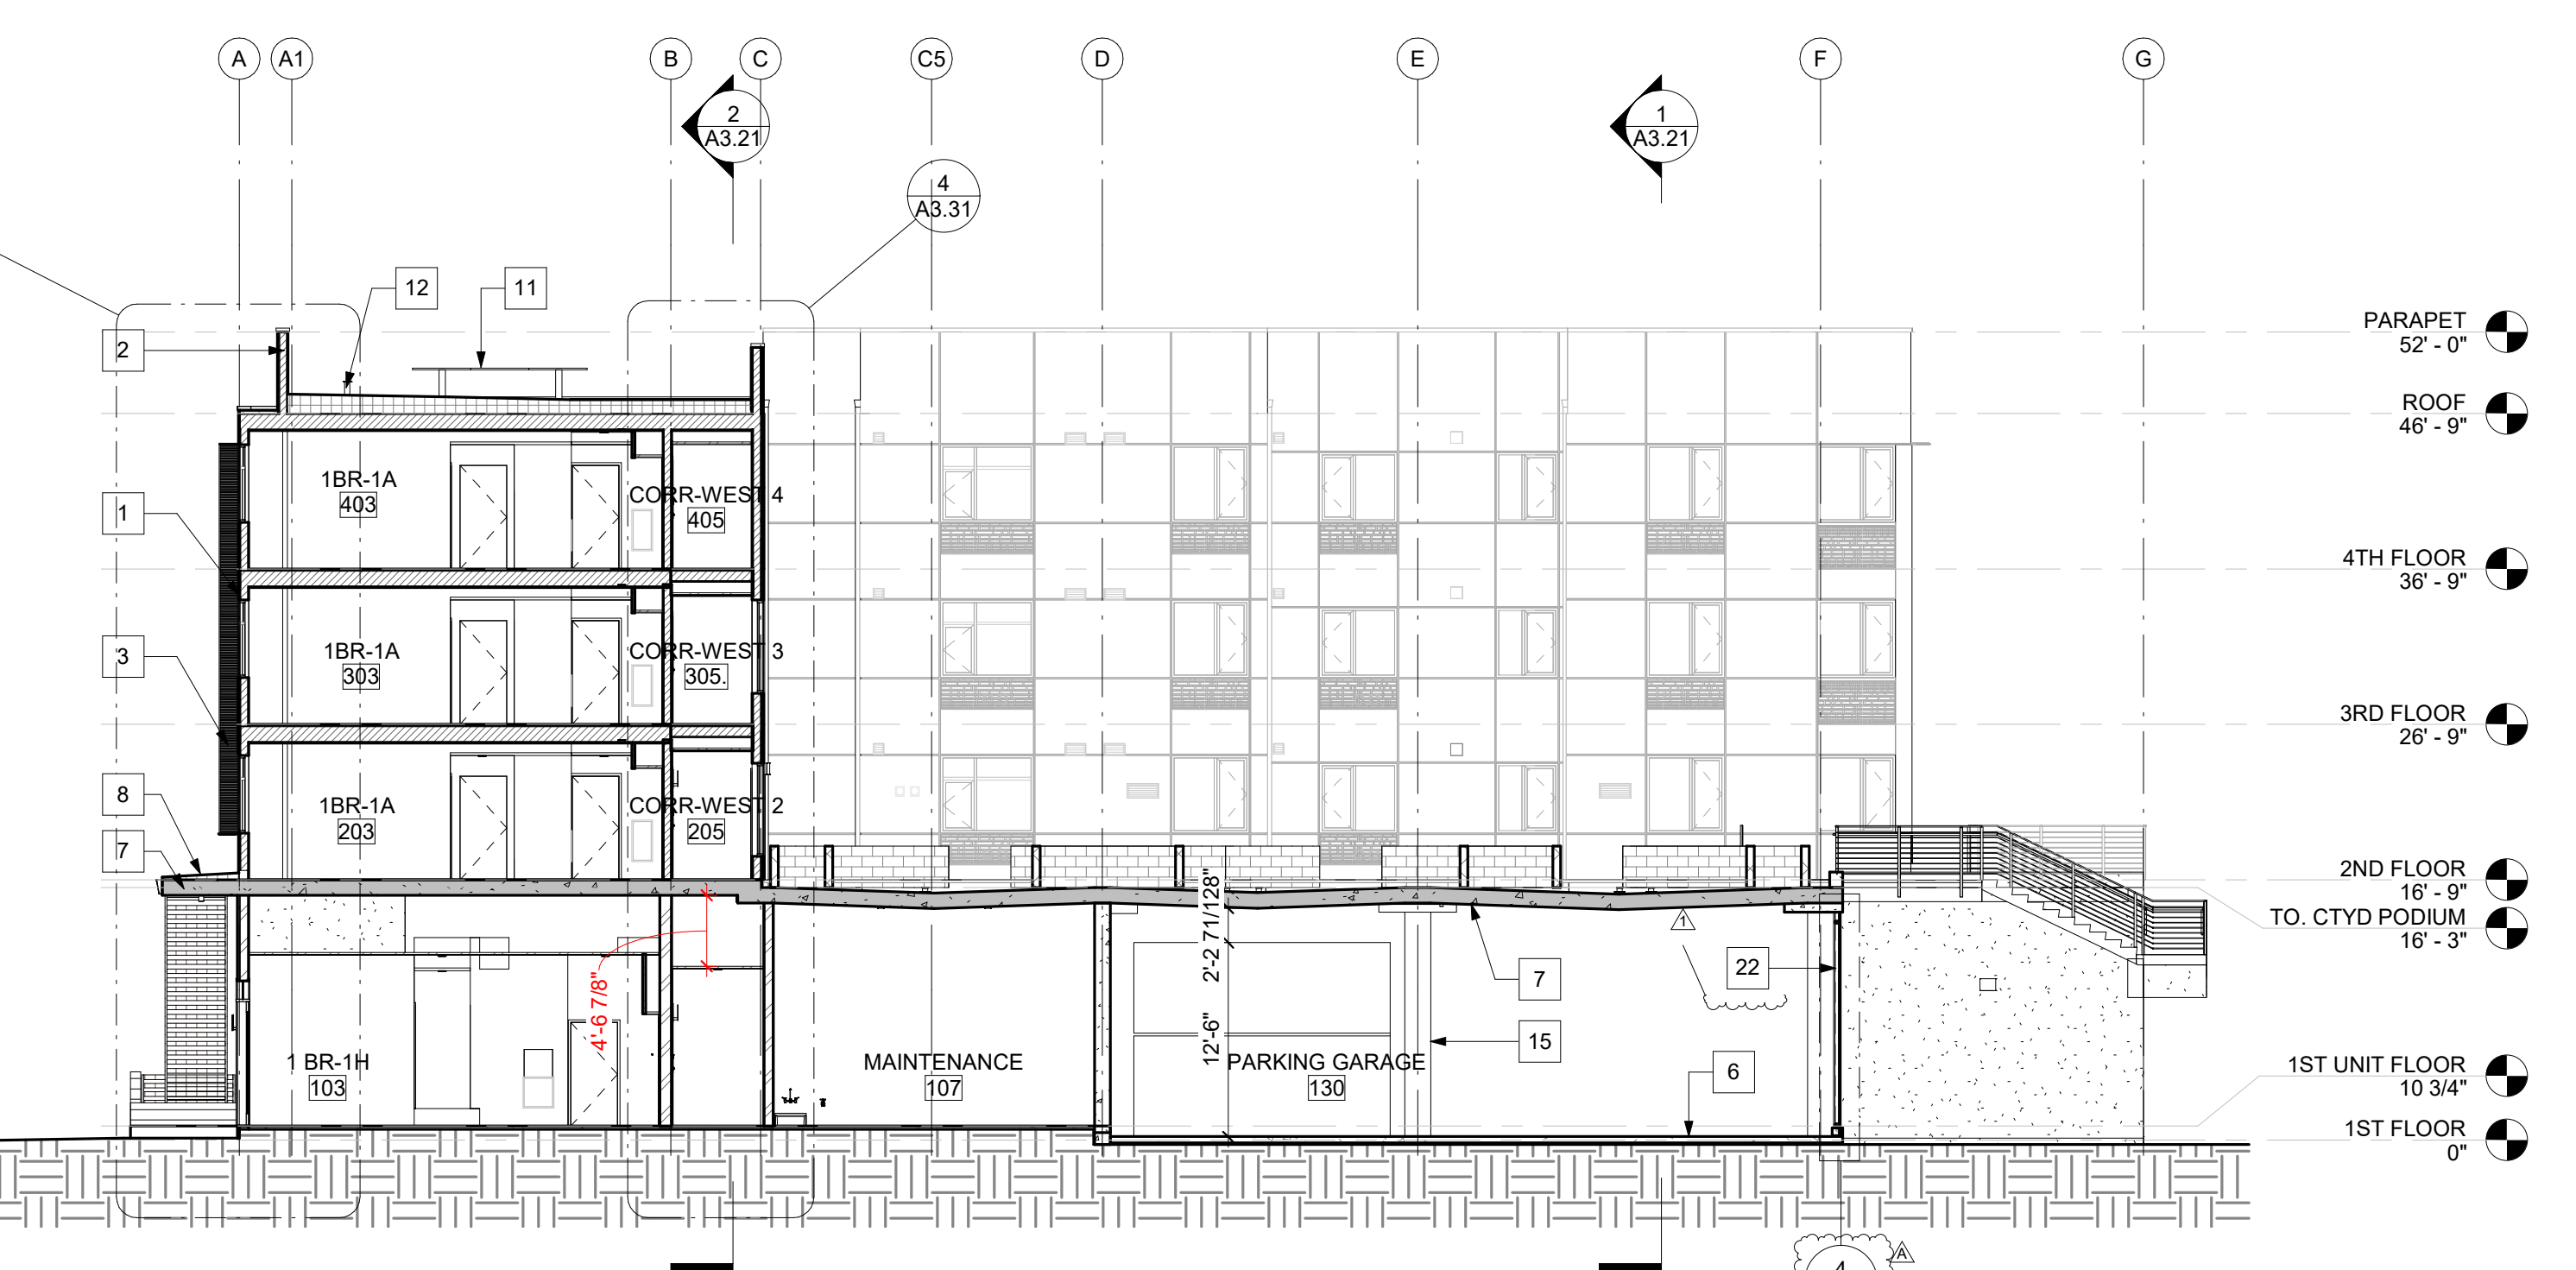 A
A1
B
C
C5
D
E
F
G
2
A3.21
1
A3.21
4
A3.31
12
11
2
PARAPET
52' - 0"
ROOF
46' - 9"
1BR-1A
403
CORR-WEST 4
405
1
4TH FLOOR
36' - 9"
1BR-1A
303
CORR-WEST 3
305.
3
3RD FLOOR
26' - 9"
8
1BR-1A
203
CORR-WEST 2
205
7
2ND FLOOR
16' - 9"
TO. CTYD PODIUM
16' - 3"
2'-2 71/128"
1
7
22
4'-6 7/8"
12'-6"
15
6
1 BR-1H
103
MAINTENANCE
107
PARKING GARAGE
130
1ST UNIT FLOOR
10 3/4"
1ST FLOOR
0"
A
4